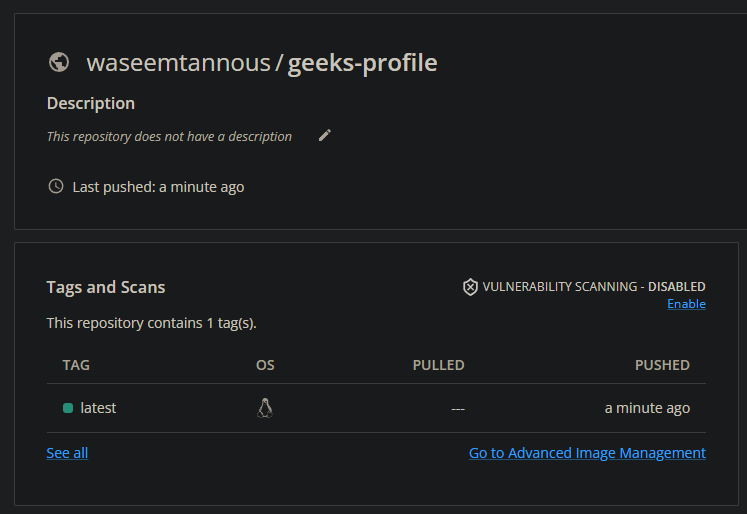 waseemtannous / geeks-profile
Description
This repository does not have a description
Last pushed: a minute ago
Tags and Scans
VULNERABILITY SCANNING - DISABLED
Enable
This repository contains 1 tag(s).
TAG OS PULLED PUSHED
latest --- a minute ago
See all Go to Advanced Image Management